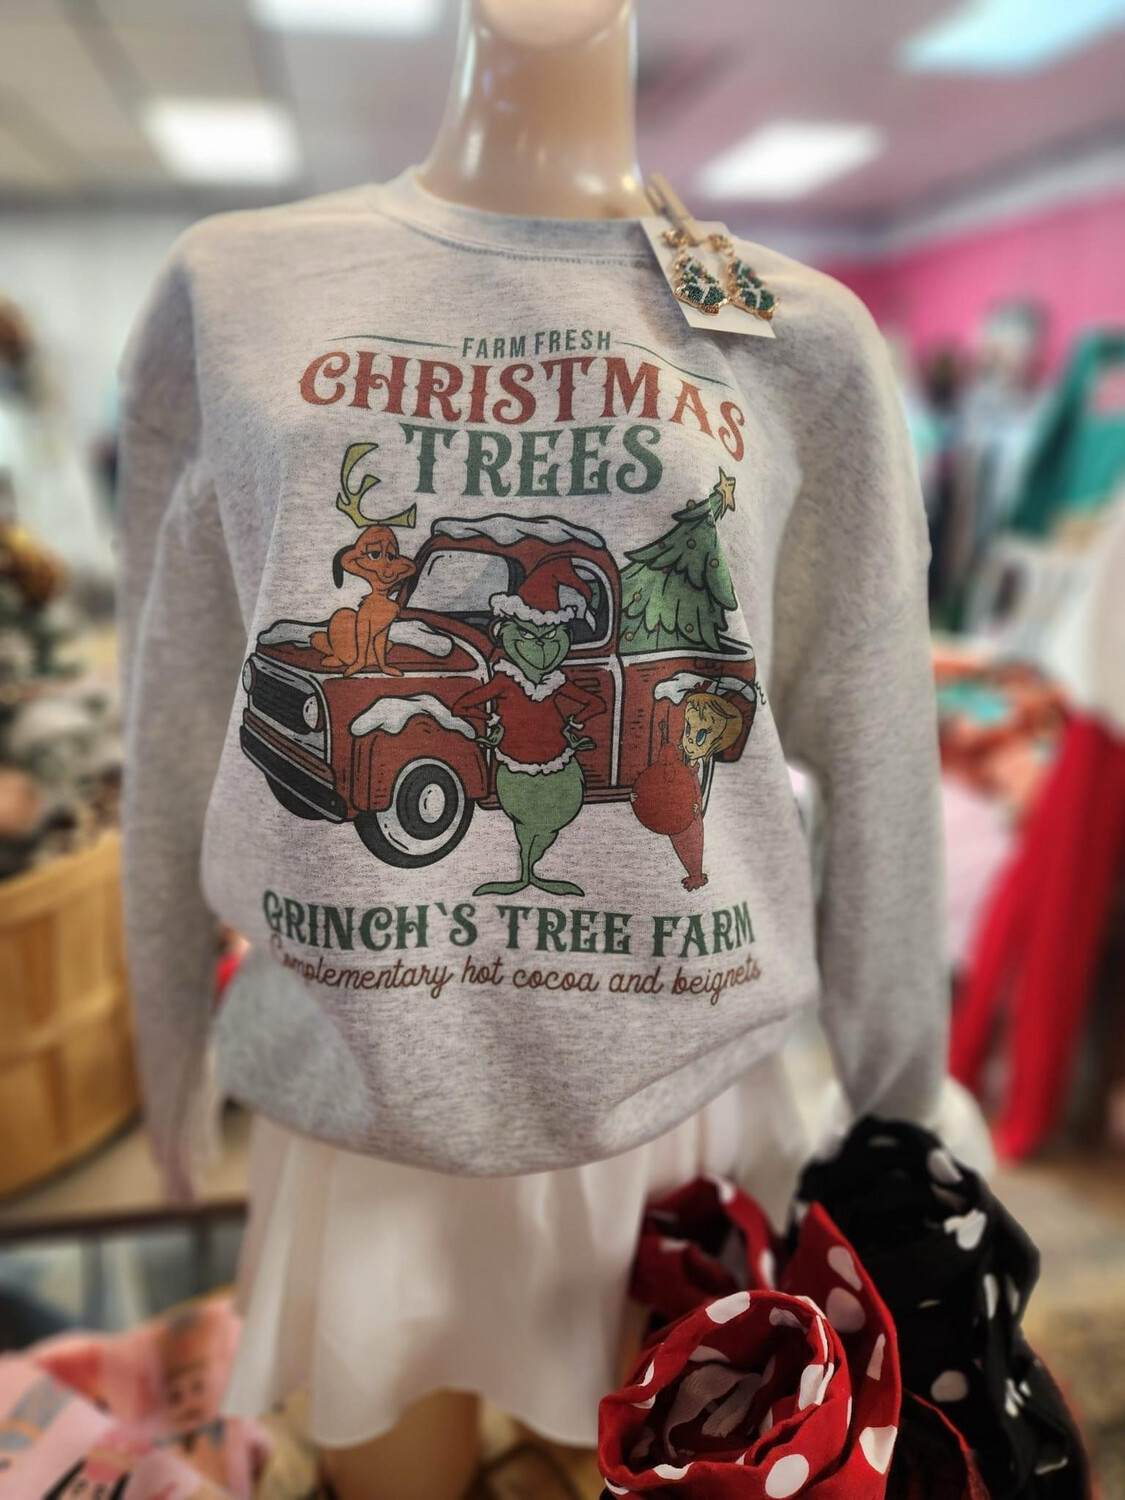 FARM FRESH
CHRISTMAS
TREES
GRINCH`S TREE FARM
Complementary hot cocoa and beignets